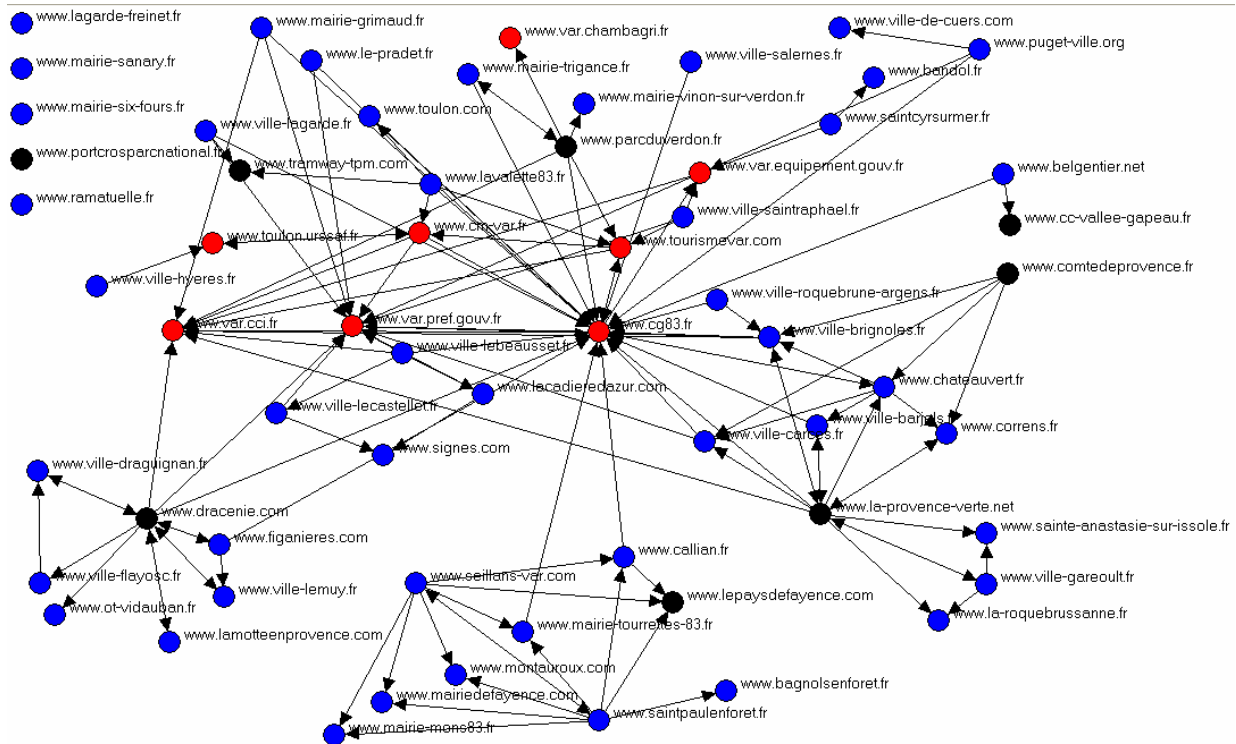 www.lagarde-freinet.fr
www.mairie-grimaud.fr
www.var.chambagri.fr
www.ville-de-cuers.com
www.puget-ville.org
www.le-pradet.fr
www.mairie-sanary.fr
www.mairie-trigance.fr
www.ville-salernes.fr
www.bandol.fr
www.mairie-six-fours.fr
www.toulon.com
www.mairie-vinon-sur-verdon.fr
www.ville-lagarde.fr
www.saintcyrsurmer.fr
www.parcduverdon.fr
www.portcrosparcnational.fr
www.tramway-tpm.com
www.lavalette83.fr
www.var.equipement.gouv.fr
www.belgentier.net
www.ramatuelle.fr
www.ville-saintraphael.fr
www.cc-vallee-gapeau.fr
www.toulon.urssaf.fr
www.cm-var.fr
www.tourismevar.com
www.comtedeprovence.fr
www.ville-hyeres.fr
www.ville-roquebrune-argens.fr
www.var.cci.fr
www.var.pref.gouv.fr
www.cg83.fr
www.ville-brignoles.fr
www.ville-lebeausset.fr
www.lacadieredazur.com
www.chateauvert.fr
www.ville-lecastellet.fr
www.ville-barjols.fr
www.ville-carces.fr
www.correns.fr
www.signes.com
www.ville-draguignan.fr
www.dracenie.com
www.la-provence-verte.net
www.figanieres.com
www.sainte-anastasie-sur-issole.fr
www.callian.fr
www.ville-flayosc.fr
www.ville-lemuy.fr
www.seillans-var.com
www.ville-gareoult.fr
www.lepaysdefayence.com
www.ot-vidauban.fr
www.la-roquebrussanne.fr
www.mairie-tourrettes-83.fr
www.lamotteenprovence.com
www.montauroux.com
www.bagnolsenforet.fr
www.mairiedefayence.com
www.saintpaulenforet.fr
www.mairie-mons83.fr